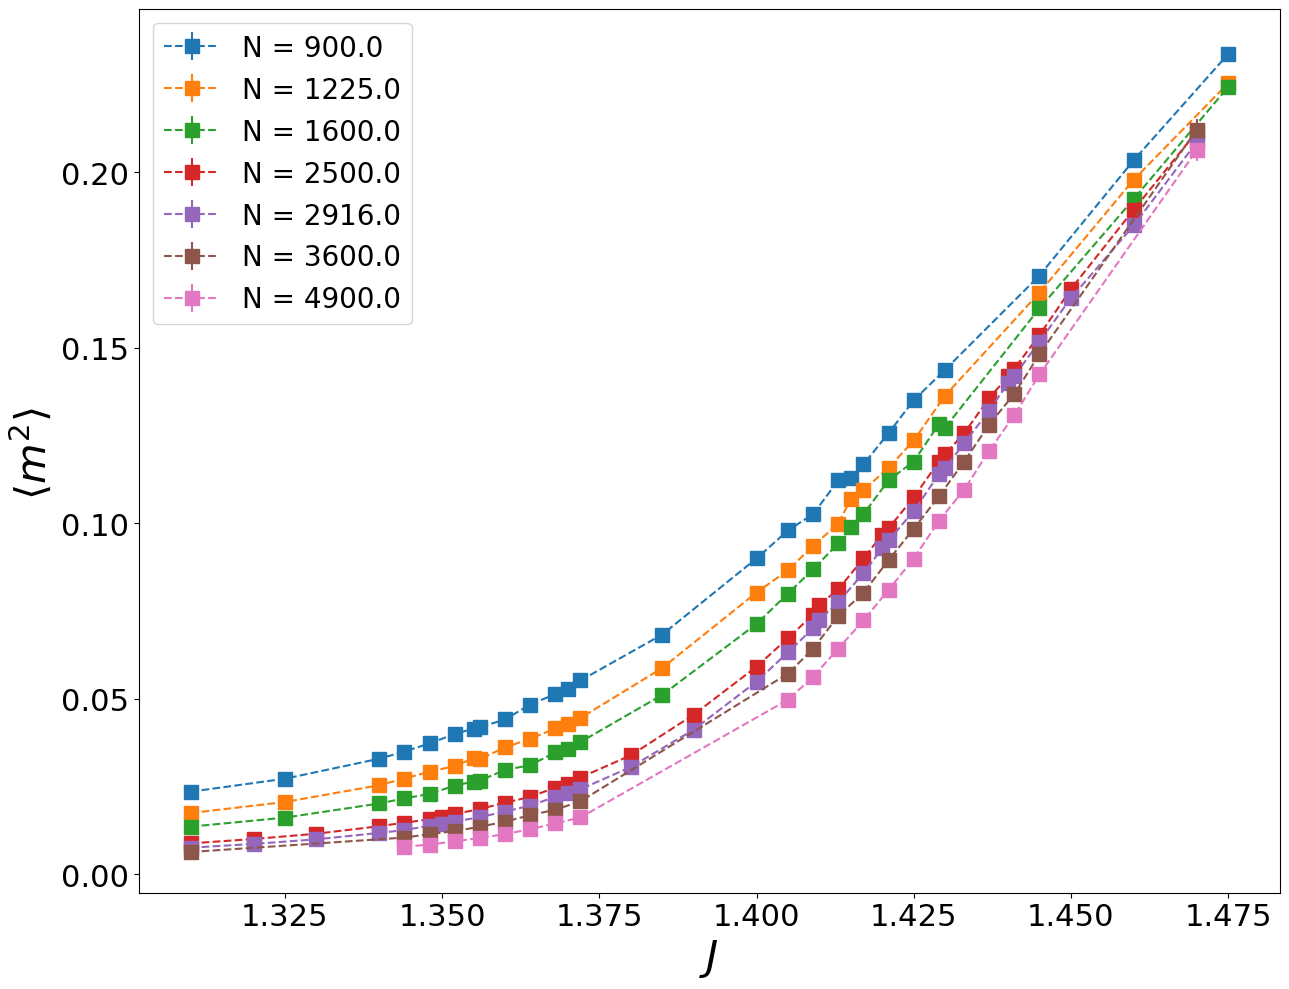 N = 900.0
N = 1225.0
N = 1600.0
N = 2500.0
N = 2916.0
N = 3600.0
N = 4900.0
0.20
0.15
0.10
0.05
0.00
⟨m²⟩
1.325 1.350 1.375 1.400 1.425 1.450 1.475
J